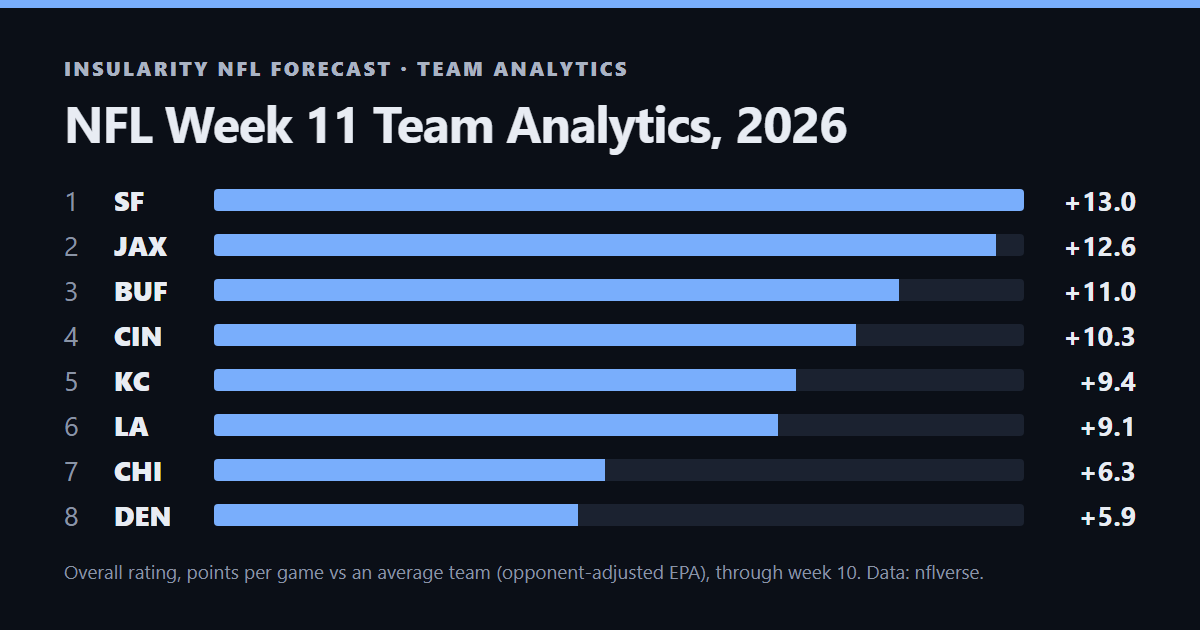 INSULARITY NFL FORECAST · TEAM ANALYTICS
NFL Week 11 Team Analytics, 2026
1 SF +13.0
2 JAX +12.6
3 BUF +11.0
4 CIN +10.3
5 KC +9.4
6 LA +9.1
7 CHI +6.3
8 DEN +5.9
Overall rating, points per game vs an average team (opponent-adjusted EPA), through week 10. Data: nflverse.